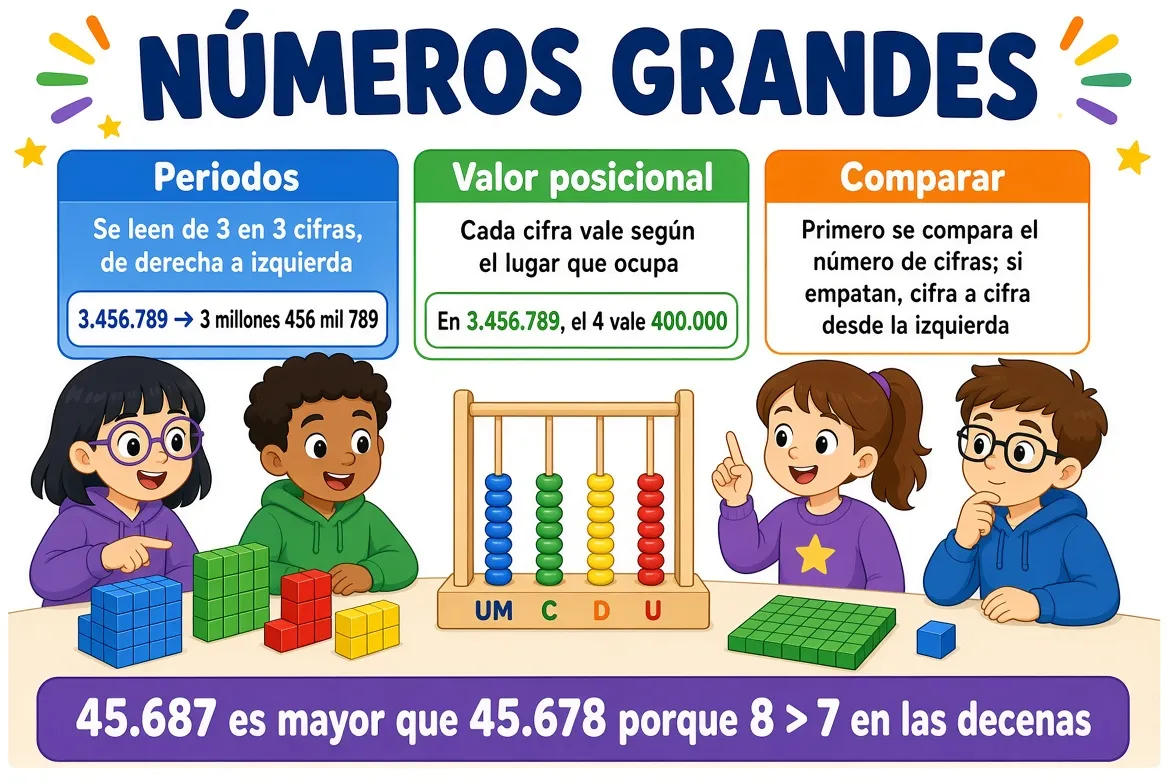 NÚMEROS GRANDES
Periodos
Se leen de 3 en 3 cifras,
de derecha a izquierda
3.456.789 → 3 millones 456 mil 789
Valor posicional
Cada cifra vale según
el lugar que ocupa
En 3.456.789, el 4 vale 400.000
Comparar
Primero se compara el
número de cifras; si
empatan, cifra a cifra
desde la izquierda
UM C D U
45.687 es mayor que 45.678 porque 8 > 7 en las decenas